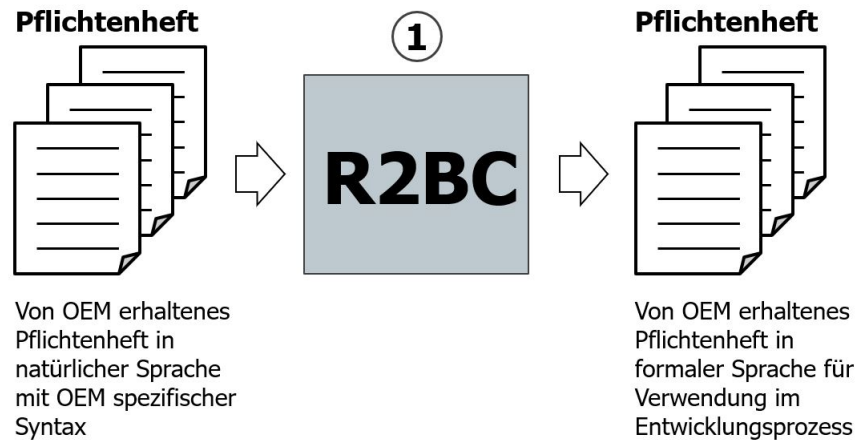 Pflichtenheft
1
Pflichtenheft
R2BC
Von OEM erhaltenes
Pflichtenheft in
natürlicher Sprache
mit OEM spezifischer
Syntax
Von OEM erhaltenes
Pflichtenheft in
formaler Sprache für
Verwendung im
Entwicklungsprozess